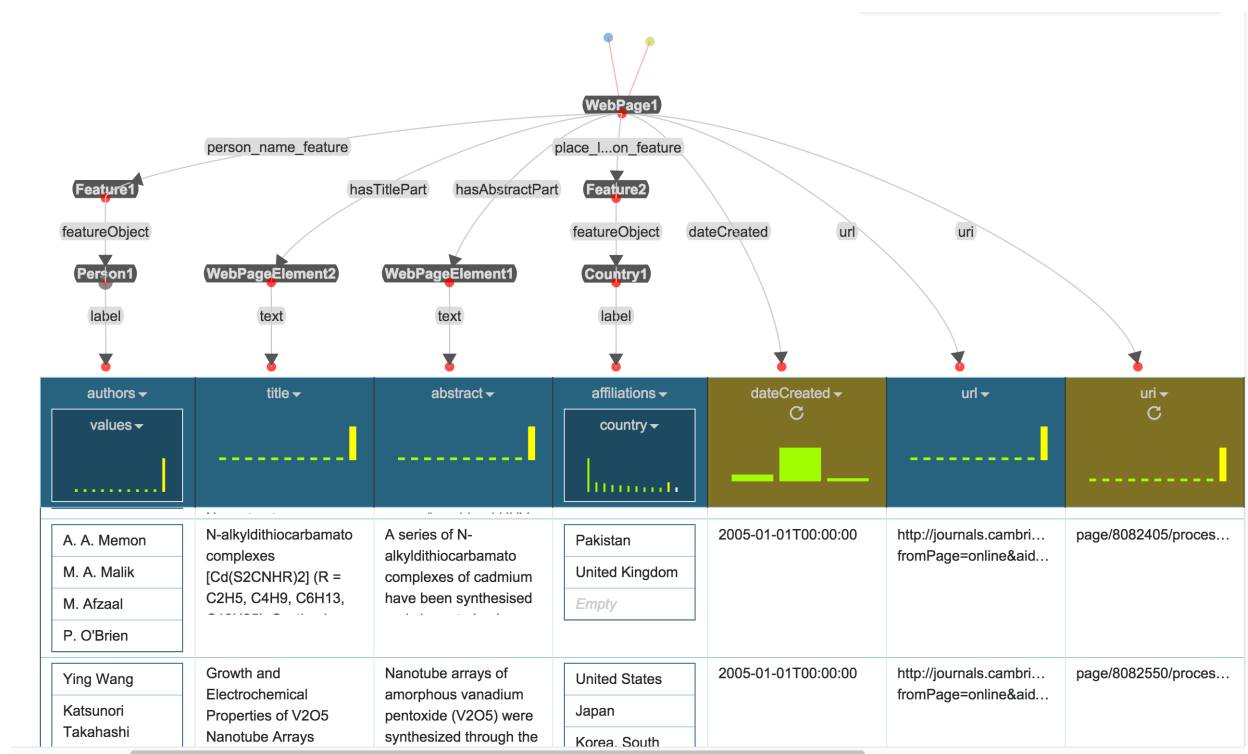 WebPage1
person_name_feature
place_l...on_feature
Feature1
hasTitlePart
hasAbstractPart
Feature2
featureObject
featureObject
dateCreated
url
uri
Person1
WebPageElement2
WebPageElement1
Country1
label
text
text
label
authors
title
abstract
affiliations
dateCreated
url
uri
values
country
A. A. Memon
M. A. Malik
M. Afzaal
P. O'Brien
N-alkyldithiocarbamato
complexes
[Cd(S2CNHR)2] (R =
C2H5, C4H9, C6H13,
A series of N-
alkyldithiocarbamato
complexes of cadmium
have been synthesised
Pakistan
United Kingdom
Empty
2005-01-01T00:00:00
http://journals.cambri...
fromPage=online&aid...
page/8082405/proces...
Ying Wang
Katsunori
Takahashi
Growth and
Electrochemical
Properties of V2O5
Nanotube Arrays
Nanotube arrays of
amorphous vanadium
pentoxide (V2O5) were
synthesized through the
United States
Japan
Korea, South
2005-01-01T00:00:00
http://journals.cambri...
fromPage=online&aid...
page/8082550/proces...